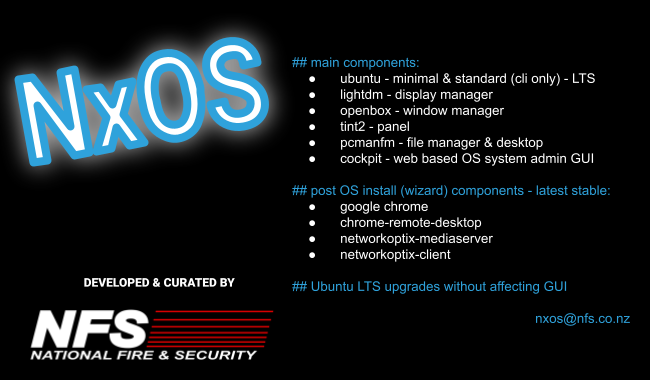 NxOS
## main components:
● ubuntu - minimal & standard (cli only) - LTS
● lightdm - display manager
● openbox - window manager
● tint2 - panel
● pcmanfm - file manager & desktop
● cockpit - web based OS system admin GUI
## post OS install (wizard) components - latest stable:
● google chrome
● chrome-remote-desktop
● networkoptix-mediaserver
● networkoptix-client
## Ubuntu LTS upgrades without affecting GUI
nxos@nfs.co.nz
DEVELOPED & CURATED BY
NFS
NATIONAL FIRE & SECURITY